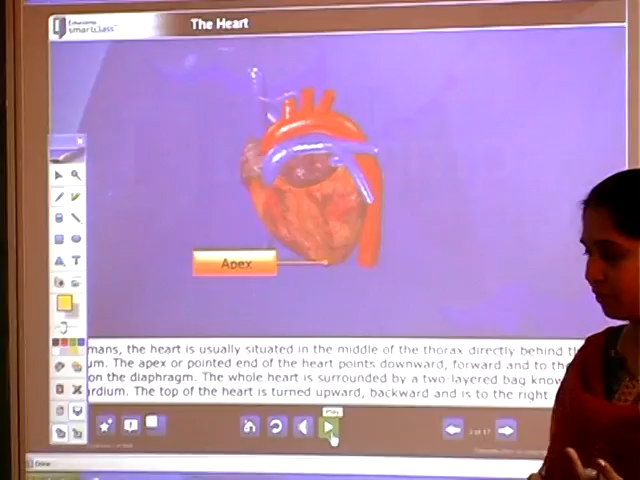 The Heart
smartclass
Apex
mans, the heart is usually situated in the middle of the thorax directly behind
um. The apex or pointed end of the heart points downward, forward and to the
on the diaphragm. The whole heart is surrounded by a two-layered bag know
rdium. The top of the heart is turned upward, backward and is to the right
Play
Done